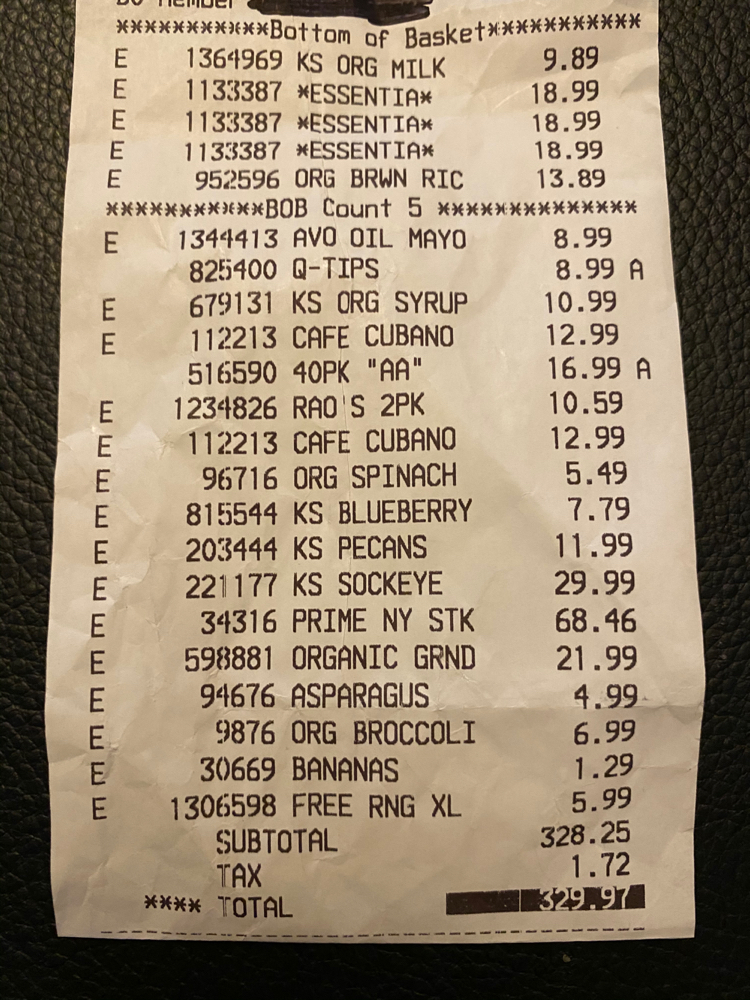 Member
***********Bottom of Basket***********
E 1364969 KS ORG MILK 9.89
E 1133387 *ESSENTIA* 18.99
E 1133387 *ESSENTIA* 18.99
E 1133387 *ESSENTIA* 18.99
E 952596 ORG BRWN RIC 13.89
***********BOB Count 5 **************
E 1344413 AVO OIL MAYO 8.99
825400 Q-TIPS 8.99 A
E 679131 KS ORG SYRUP 10.99
E 112213 CAFE CUBANO 12.99
516590 40PK "AA" 16.99 A
E 1234826 RAO'S 2PK 10.59
E 112213 CAFE CUBANO 12.99
E 96716 ORG SPINACH 5.49
E 815544 KS BLUEBERRY 7.79
E 203444 KS PECANS 11.99
E 221177 KS SOCKEYE 29.99
E 34316 PRIME NY STK 68.46
E 598881 ORGANIC GRND 21.99
E 94676 ASPARAGUS 4.99
E 9876 ORG BROCCOLI 6.99
E 30669 BANANAS 1.29
E 1306598 FREE RNG XL 5.99
SUBTOTAL 328.25
TAX 1.72
**** TOTAL 329.97